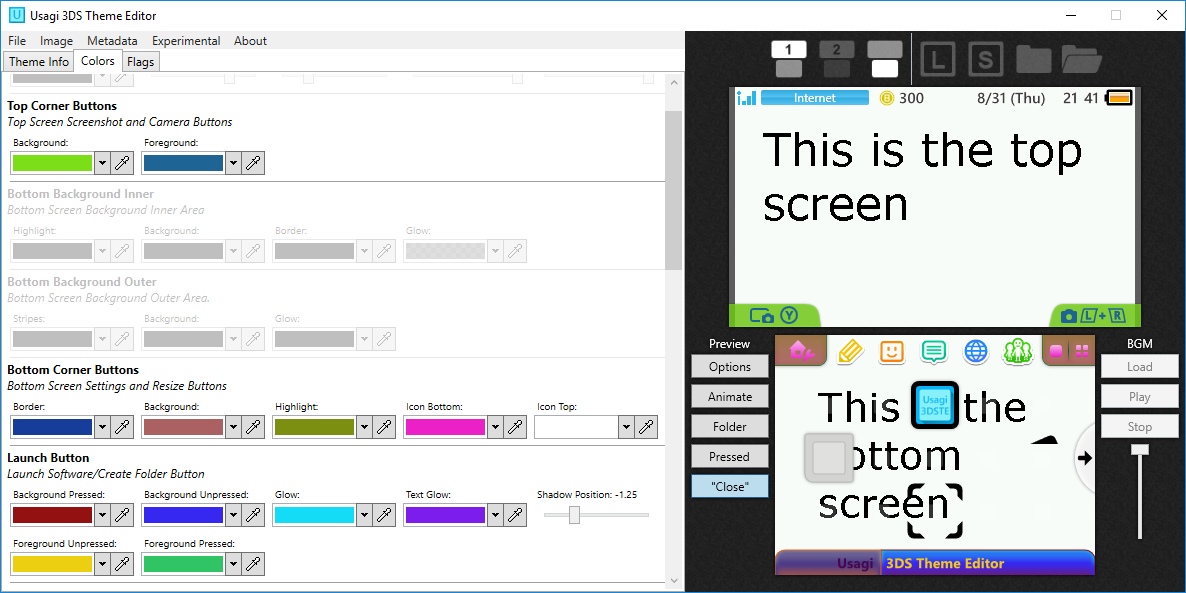 Usagi 3DS Theme Editor
File Image Metadata Experimental About
Theme Info Colors Flags
Top Corner Buttons
Top Screen Screenshot and Camera Buttons
Background: Foreground:
Bottom Background Inner
Bottom Screen Background Inner Area
Highlight: Background: Border: Glow:
Bottom Background Outer
Bottom Screen Background Outer Area.
Stripes: Background: Glow:
Bottom Corner Buttons
Bottom Screen Settings and Resize Buttons
Border: Background: Highlight: Icon Bottom: Icon Top:
Launch Button
Launch Software/Create Folder Button
Background Pressed: Background Unpressed: Glow: Text Glow: Shadow Position: -1.25
Foreground Unpressed: Foreground Pressed:
1 2 L S
Internet 300 8/31 (Thu) 21 41
This is the top
screen
Y L+R
Preview
Options
Animate
Folder
Pressed
"Close"
This Usagi 3DSTE the
ottom
screen
Usagi 3DS Theme Editor
BGM
Load
Play
Stop